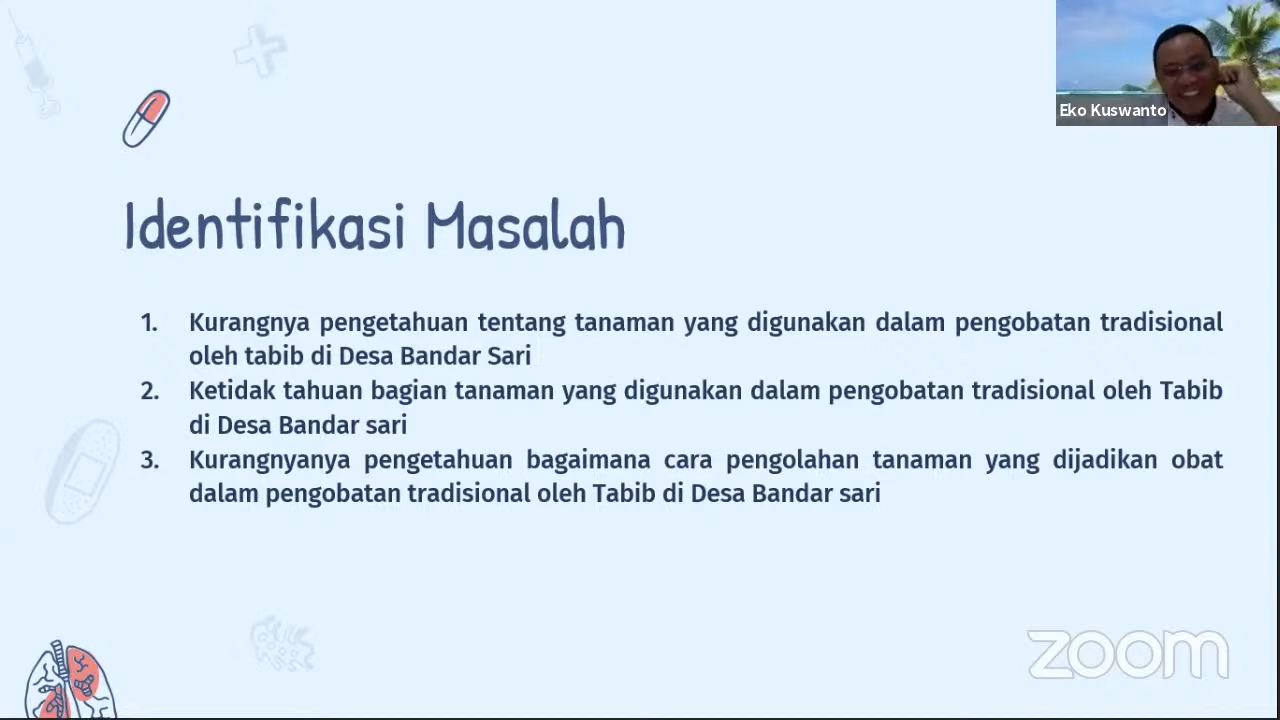 Eko Kuswanto
Identifikasi Masalah
1. Kurangnya pengetahuan tentang tanaman yang digunakan dalam pengobatan tradisional
oleh tabib di Desa Bandar Sari
2. Ketidak tahuan bagian tanaman yang digunakan dalam pengobatan tradisional oleh Tabib
di Desa Bandar sari
3. Kurangnyanya pengetahuan bagaimana cara pengolahan tanaman yang dijadikan obat
dalam pengobatan tradisional oleh Tabib di Desa Bandar sari
zoom